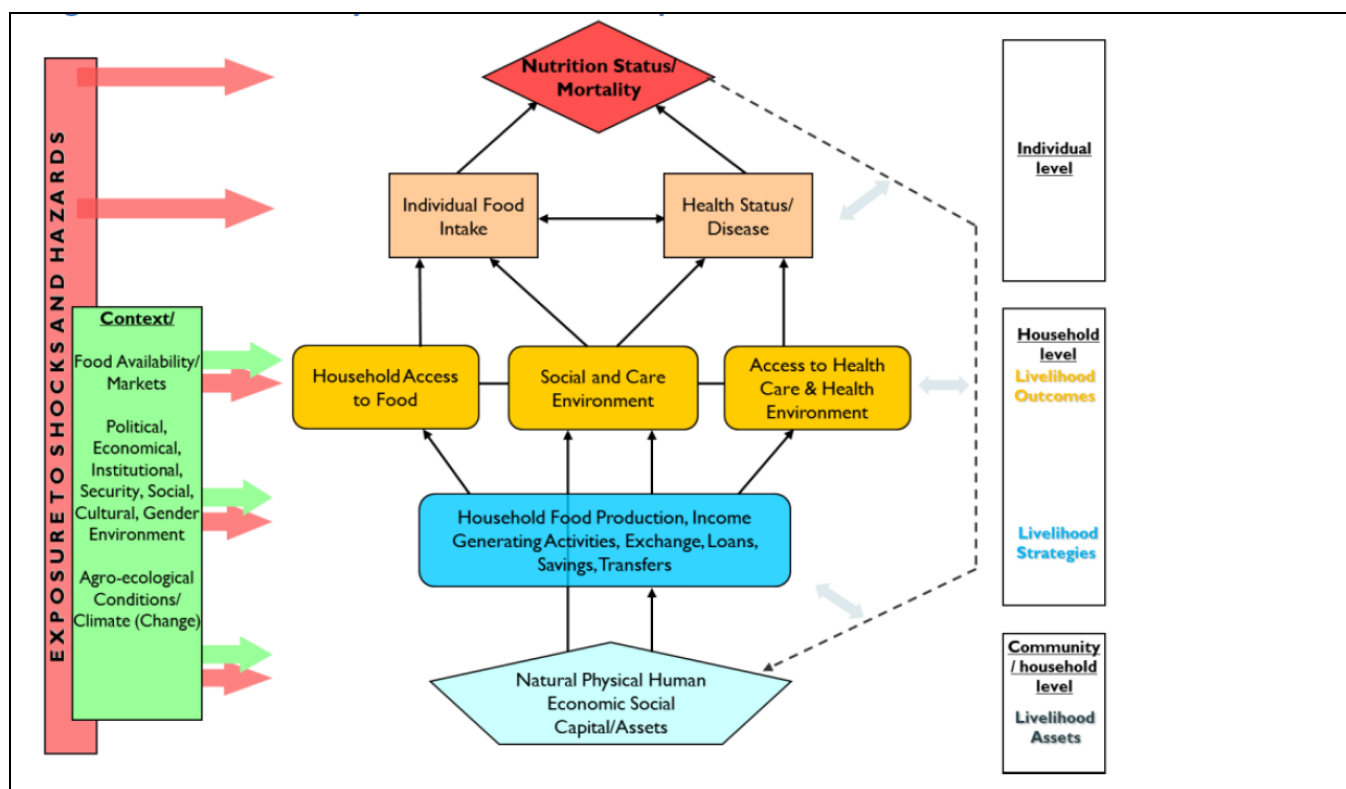 EXPOSURE TO SHOCKS AND HAZARDS
Context/
Food Availability/
Markets
Political,
Economical,
Institutional,
Security, Social,
Cultural, Gender
Environment
Agro-ecological
Conditions/
Climate (Change)
Nutrition Status/
Mortality
Individual Food
Intake
Health Status/
Disease
Household Access
to Food
Social and Care
Environment
Access to Health
Care & Health
Environment
Household Food Production, Income
Generating Activities, Exchange, Loans,
Savings, Transfers
Natural Physical Human
Economic Social
Capital/Assets
Individual
level
Household
level
Livelihood
Outcomes
Livelihood
Strategies
Community
/ household
level
Livelihood
Assets